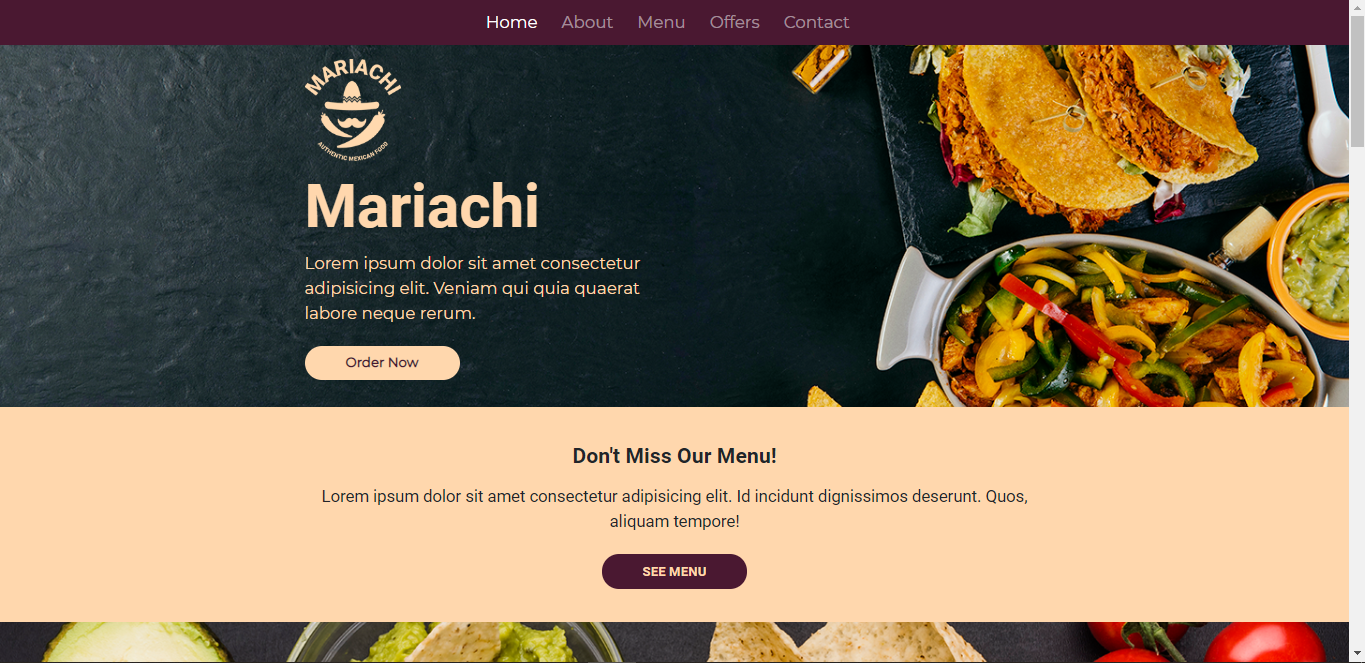 Home About Menu Offers Contact
MARIACHI
AUTHENTIC MEXICAN FOOD
Mariachi
Lorem ipsum dolor sit amet consectetur
adipisicing elit. Veniam qui quia quaerat
labore neque rerum.
Order Now
Don't Miss Our Menu!
Lorem ipsum dolor sit amet consectetur adipisicing elit. Id incidunt dignissimos deserunt. Quos,
aliquam tempore!
SEE MENU